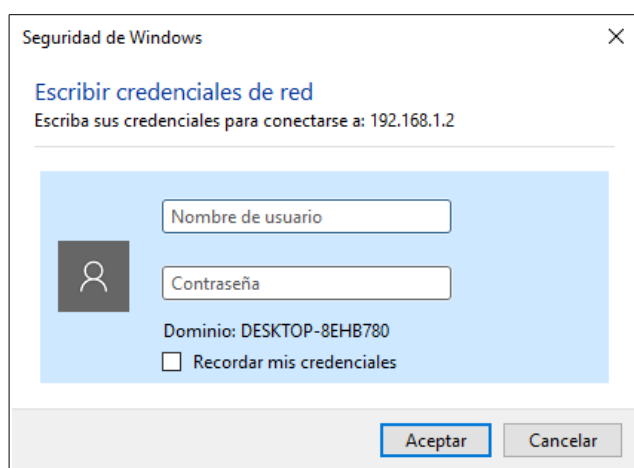 Seguridad de Windows
Escribir credenciales de red
Escriba sus credenciales para conectarse a: 192.168.1.2
Nombre de usuario
Contraseña
Dominio: DESKTOP-8EHB780
Recordar mis credenciales
Aceptar
Cancelar